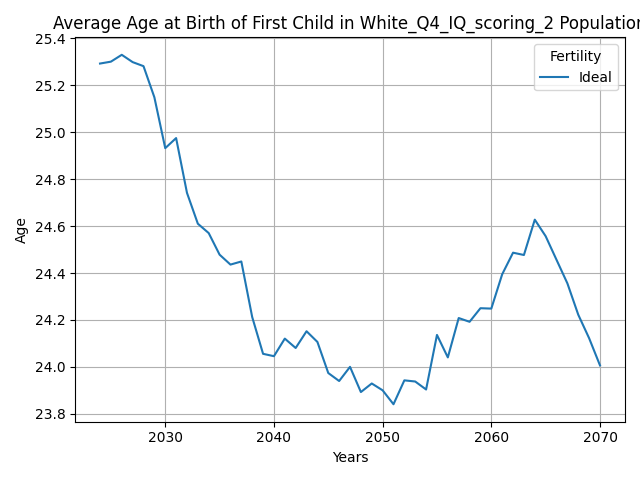 Average Age at Birth of First Child in White_Q4_IQ_scoring_2 Population
25.4
25.2
25.0
24.8
24.6
24.4
24.2
24.0
23.8
Age
Fertility
Ideal
2030
2040
2050
2060
2070
Years